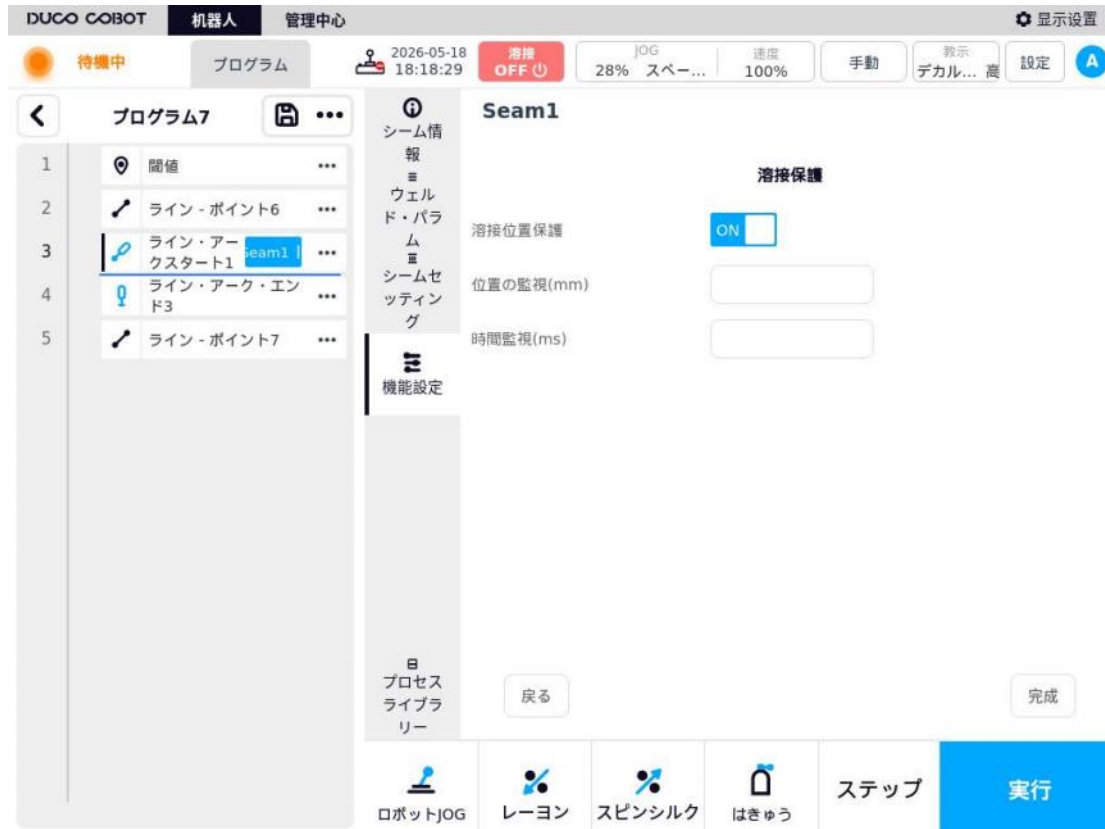 DUCO COBOT 机器人 管理中心 显示设置
待機中 プログラム 2026-05-18 18:18:29 溶接 OFF JOG 28% スペー... 速度 100% 手動 教示 デカル... 高 設定 A
プログラム7
1 閾値
2 ライン - ポイント6
3 ライン・アー
クスタート1 Seam1
4 ライン・アーク・エン
ド3
5 ライン - ポイント7
シーム情
報
ウェル
ド・パラ
ム
シームセ
ッティン
グ
機能設定
プロセス
ライブラ
リー
Seam1
溶接保護
溶接位置保護 ON
位置の監視(mm)
時間監視(ms)
戻る 完成
ロボットJOG レーヨン スピンシルク はきゅう ステップ 実行